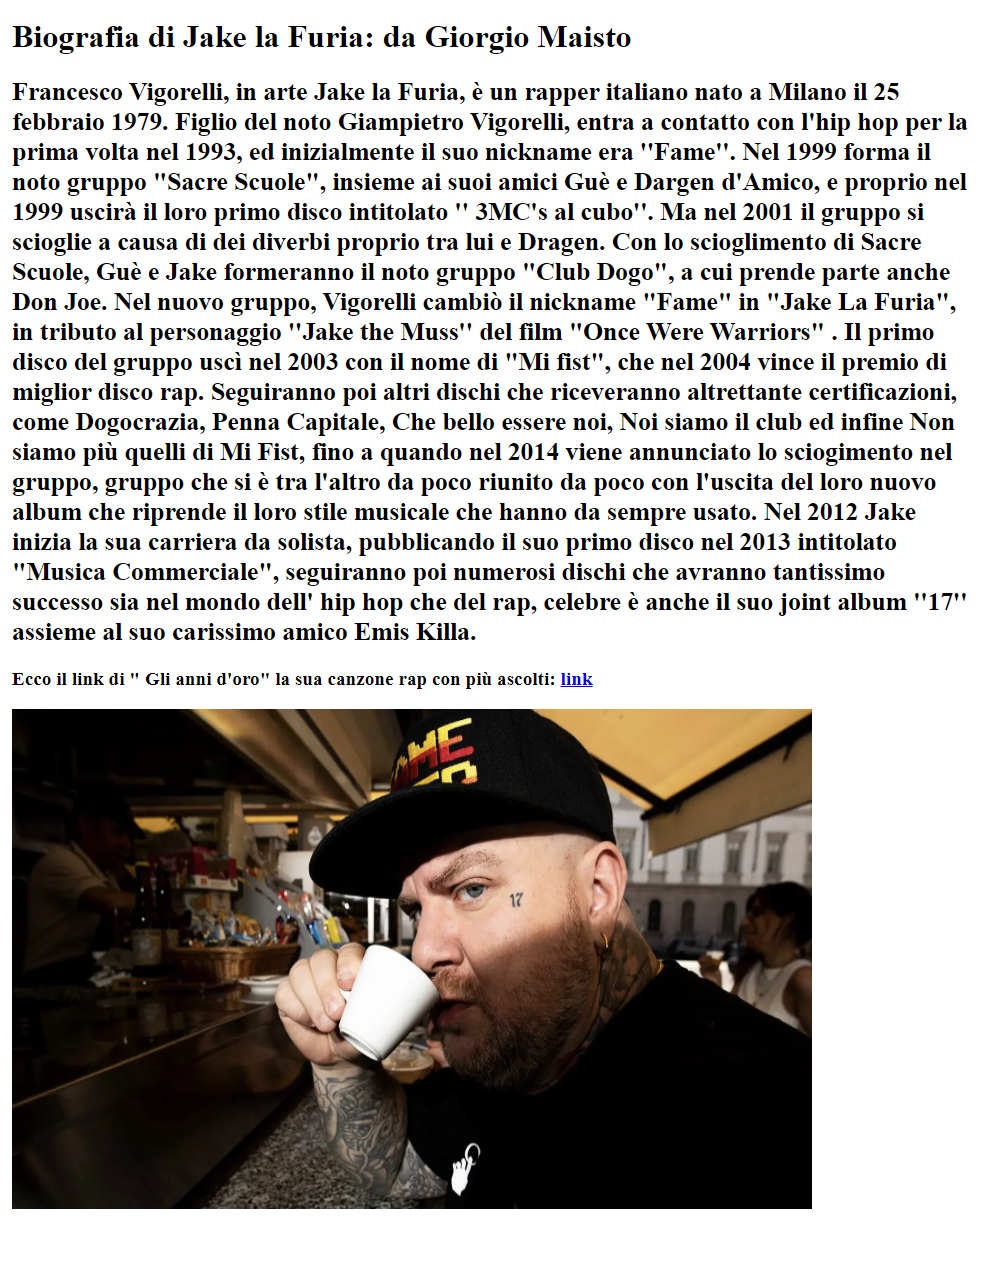 Biografia di Jake la Furia: da Giorgio Maisto
Francesco Vigorelli, in arte Jake la Furia, è un rapper italiano nato a Milano il 25
febbraio 1979. Figlio del noto Giampietro Vigorelli, entra a contatto con l'hip hop per la
prima volta nel 1993, ed inizialmente il suo nickname era "Fame". Nel 1999 forma il
noto gruppo "Sacre Scuole", insieme ai suoi amici Guè e Dargen d'Amico, e proprio nel
1999 uscirà il loro primo disco intitolato '' 3MC's al cubo''. Ma nel 2001 il gruppo si
scioglie a causa di dei diverbi proprio tra lui e Dragen. Con lo scioglimento di Sacre
Scuole, Guè e Jake formeranno il noto gruppo "Club Dogo", a cui prende parte anche
Don Joe. Nel nuovo gruppo, Vigorelli cambiò il nickname "Fame" in "Jake La Furia",
in tributo al personaggio ''Jake the Muss'' del film "Once Were Warriors" . Il primo
disco del gruppo uscì nel 2003 con il nome di "Mi fist", che nel 2004 vince il premio di
miglior disco rap. Seguiranno poi altri dischi che riceveranno altrettante certificazioni,
come Dogocrazia, Penna Capitale, Che bello essere noi, Noi siamo il club ed infine Non
siamo più quelli di Mi Fist, fino a quando nel 2014 viene annunciato lo sciogimento nel
gruppo, gruppo che si è tra l'altro da poco riunito da poco con l'uscita del loro nuovo
album che riprende il loro stile musicale che hanno da sempre usato. Nel 2012 Jake
inizia la sua carriera da solista, pubblicando il suo primo disco nel 2013 intitolato
"Musica Commerciale", seguiranno poi numerosi dischi che avranno tantissimo
successo sia nel mondo dell' hip hop che del rap, celebre è anche il suo joint album ''17''
assieme al suo carissimo amico Emis Killa.
Ecco il link di " Gli anni d'oro" la sua canzone rap con più ascolti: link
17